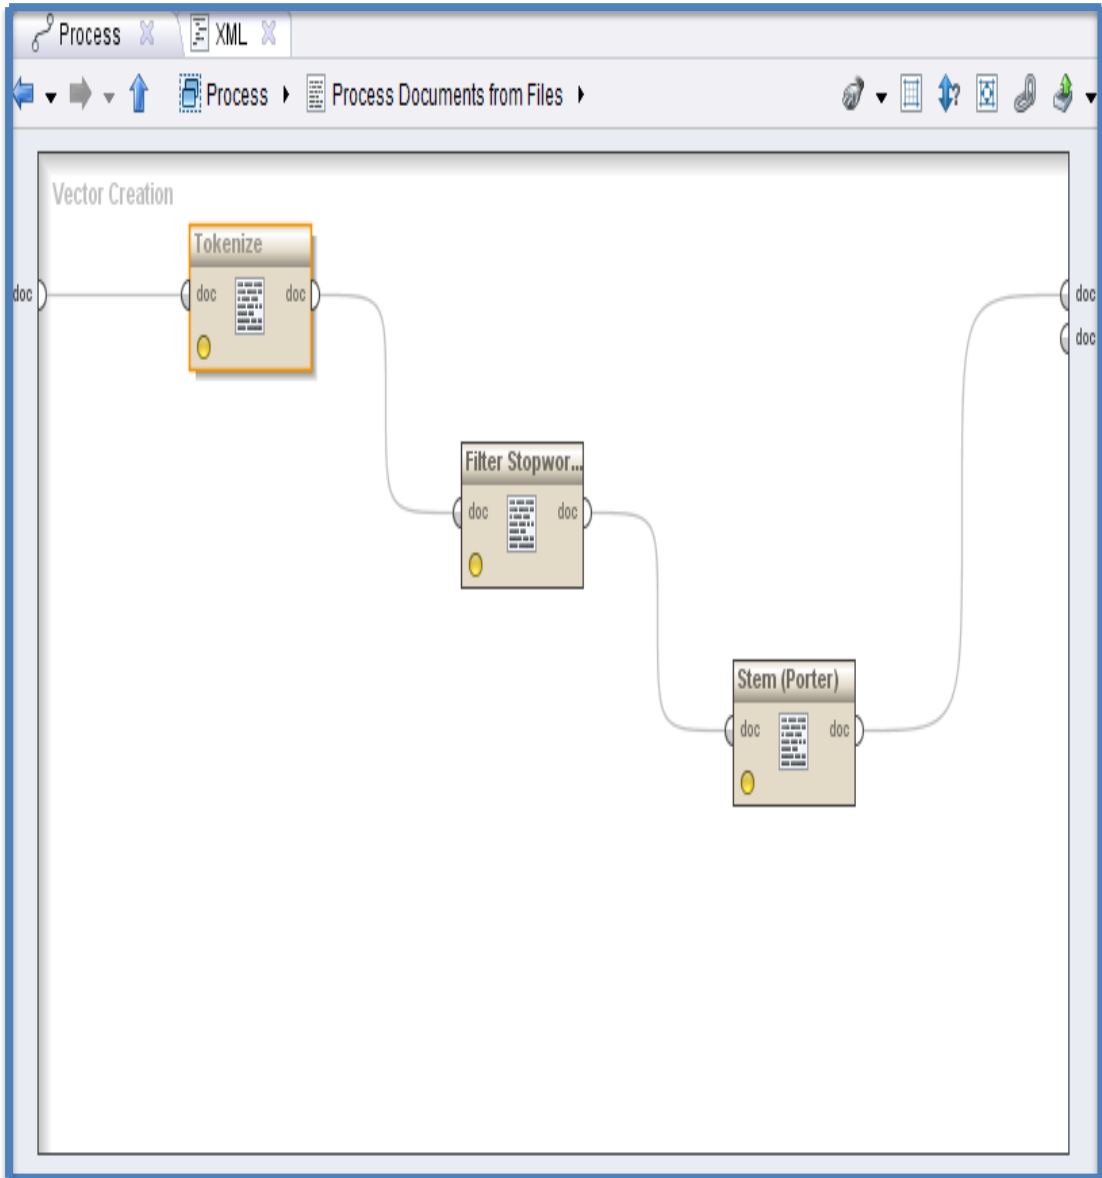 Process
XML
Process
Process Documents from Files
Vector Creation
Tokenize
doc
doc
doc
doc
doc
Filter Stopwor...
doc
doc
Stem (Porter)
doc
doc